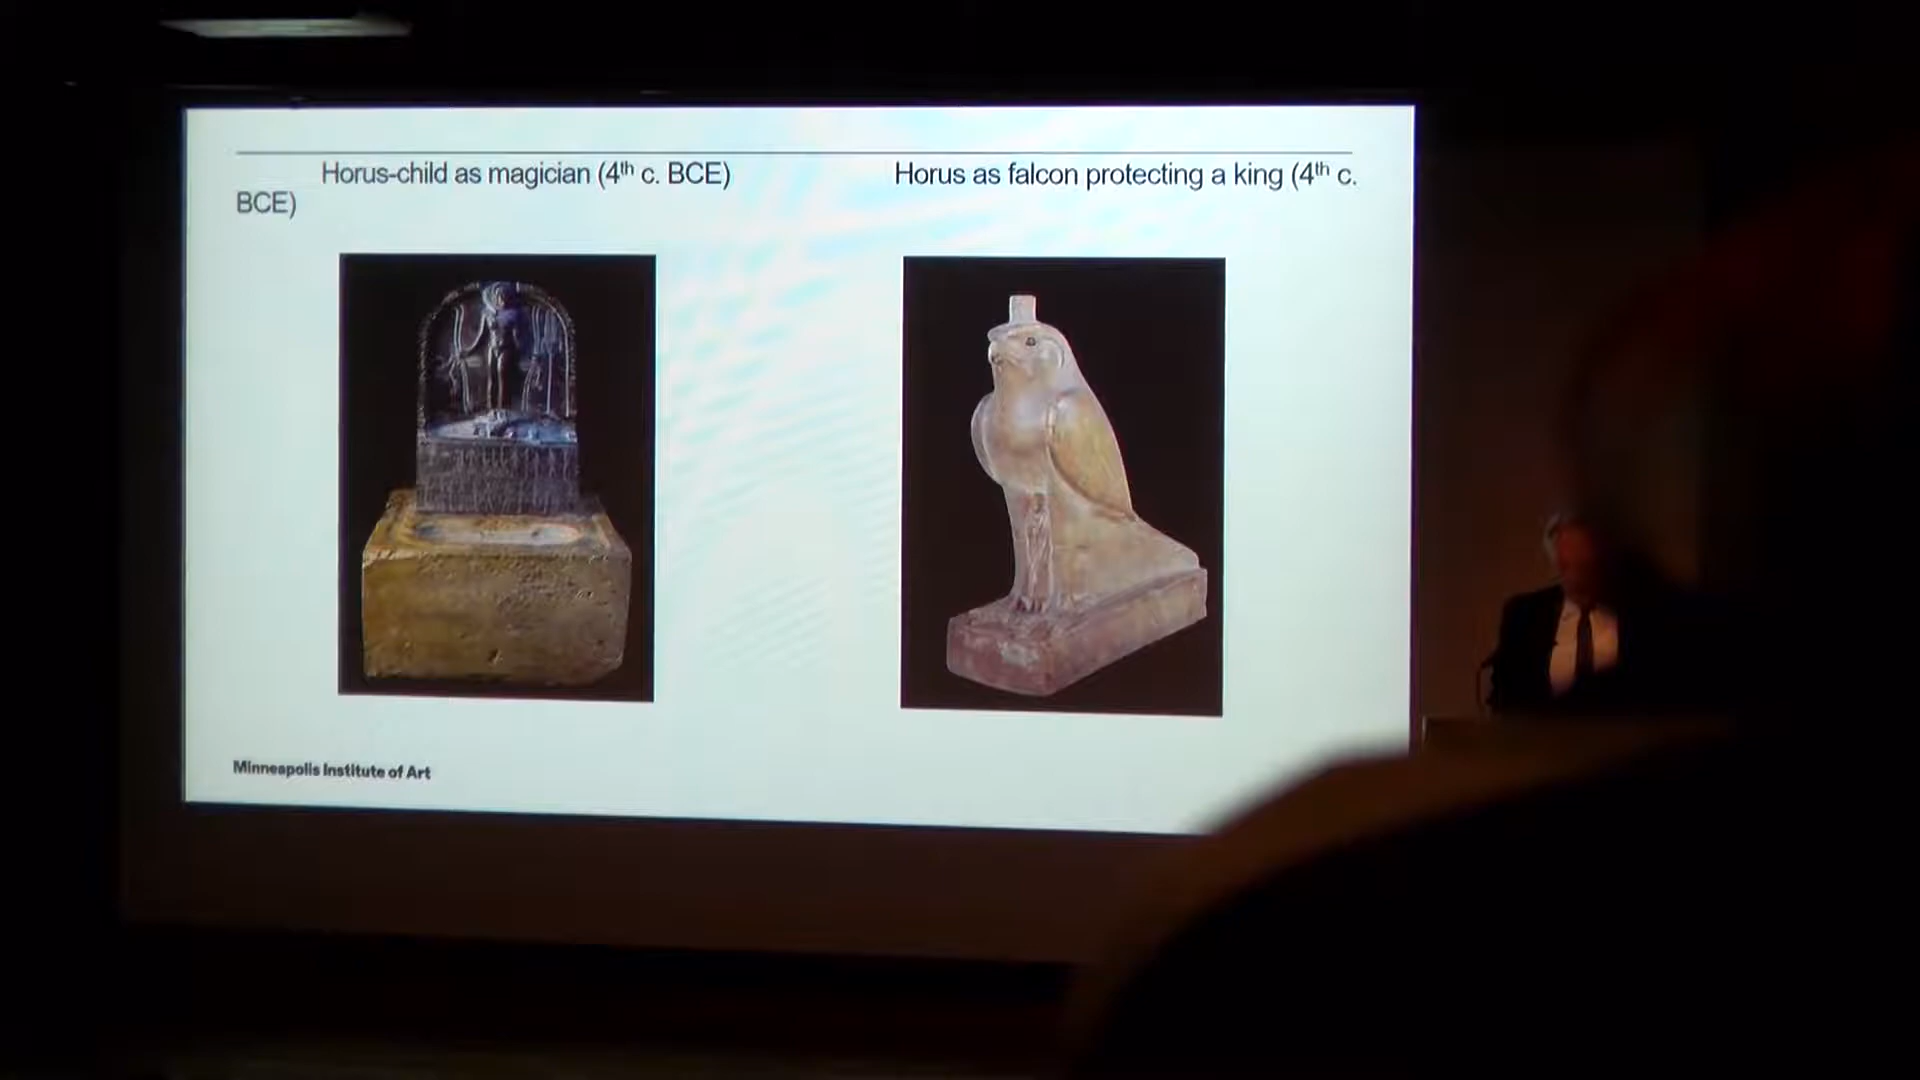 Horus-child as magician (4th c. BCE) Horus as falcon protecting a king (4th c.
BCE)
Minneapolis Institute of Art